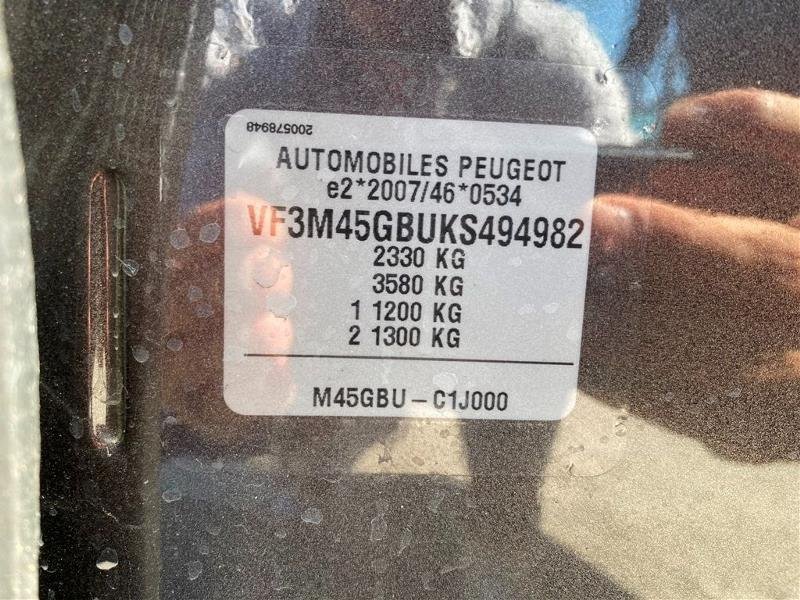 200578948
AUTOMOBILES PEUGEOT
e2*2007/46*0534
VF3M45GBUKS494982
2330 KG
3580 KG
1 1200 KG
2 1300 KG
M45GBU – C1J000